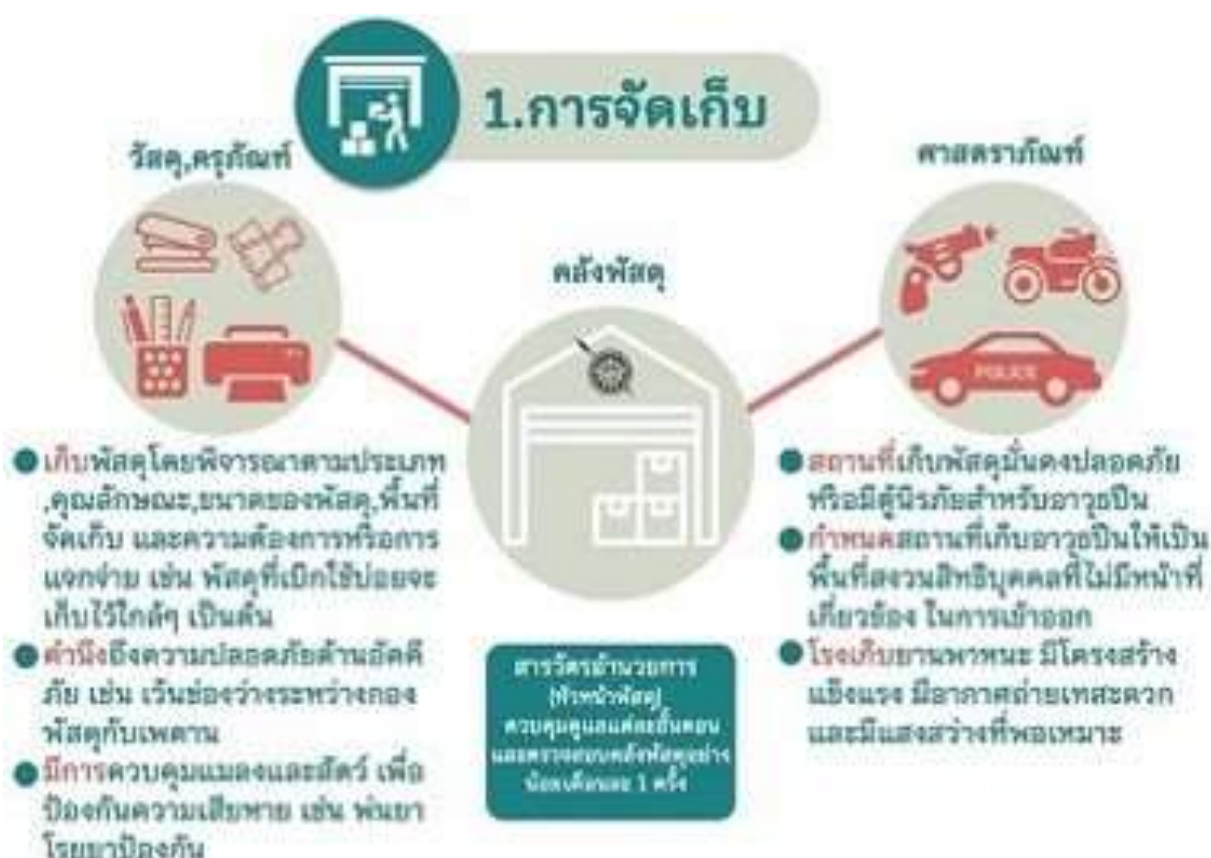 1.การจัดเก็บ
วัสดุ,ครุภัณฑ์
ศาสตราภัณฑ์
คลังพัสดุ
POLICE
เก็บพัสดุโดยพิจารณาตามประเภท
,คุณลักษณะ,ขนาดของพัสดุ,พื้นที่
จัดเก็บ และความต้องการหรือการ
แจกจ่าย เช่น พัสดุที่เบิกใช้บ่อยจะ
เก็บไว้ใกล้ๆ เป็นต้น
คำนึงถึงความปลอดภัยด้านอัคคี
ภัย เช่น เว้นช่องว่างระหว่างกอง
พัสดุกับเพดาน
มีการควบคุมแมลงและสัตว์ เพื่อ
ป้องกันความเสียหาย เช่น พ่นยา
โรยยาป้องกัน
สารวัตรอำนวยการ
(หัวหน้าพัสดุ)
ควบคุมดูแลแต่ละขั้นตอน
และตรวจสอบคลังพัสดุอย่าง
น้อยเดือนละ 1 ครั้ง
สถานที่เก็บพัสดุมั่นคงปลอดภัย
หรือมีตู้นิรภัยสำหรับอาวุธปืน
กำหนดสถานที่เก็บอาวุธปืนให้เป็น
พื้นที่สงวนสิทธิบุคคลที่ไม่มีหน้าที่
เกี่ยวข้อง ในการเข้าออก
โรงเก็บยานพาหนะ มีโครงสร้าง
แข็งแรง มีอากาศถ่ายเทสะดวก
และมีแสงสว่างที่พอเหมาะ